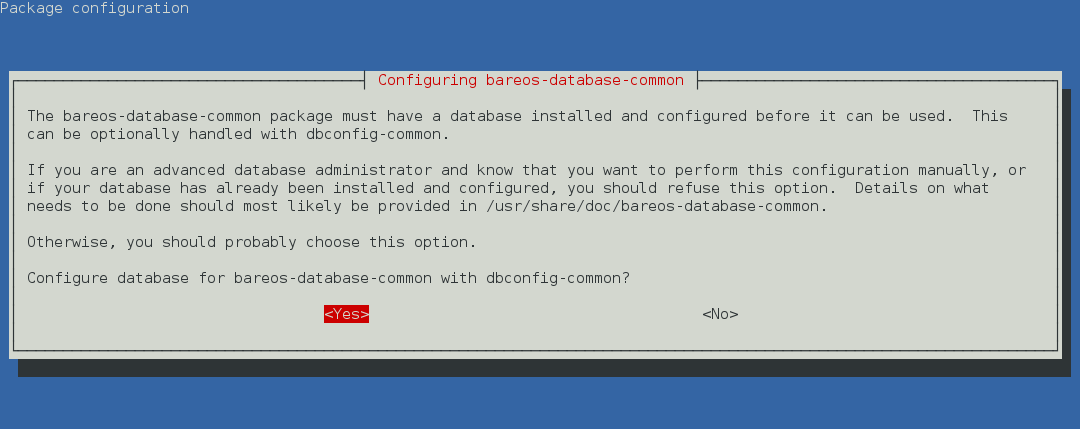 Package configuration
Configuring bareos-database-common
The bareos-database-common package must have a database installed and configured before it can be used.  This
can be optionally handled with dbconfig-common.
If you are an advanced database administrator and know that you want to perform this configuration manually, or
if your database has already been installed and configured, you should refuse this option.  Details on what
needs to be done should most likely be provided in /usr/share/doc/bareos-database-common.
Otherwise, you should probably choose this option.
Configure database for bareos-database-common with dbconfig-common?
<Yes> <No>